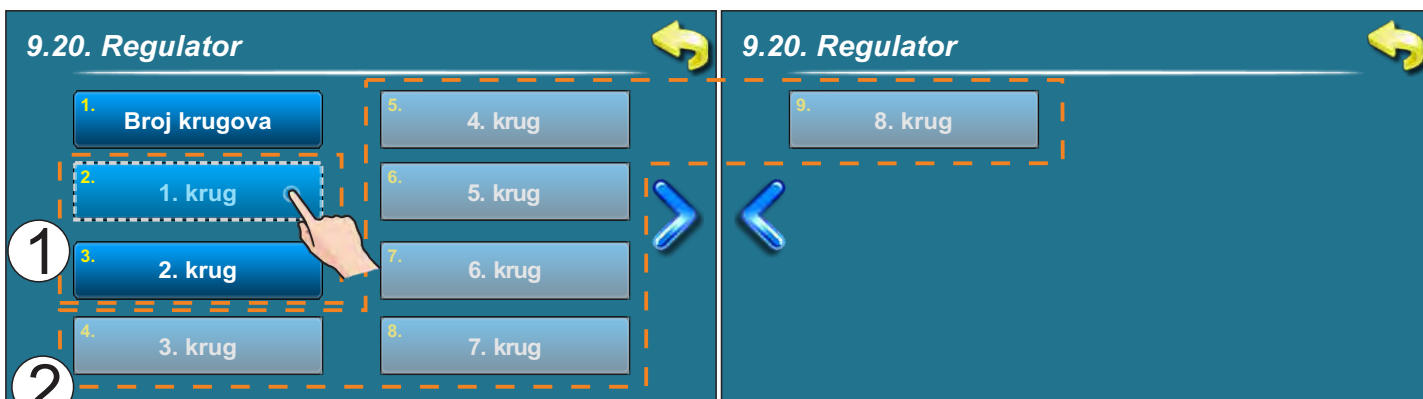 9.20. Regulator
1. Broj krugova
2. 1. krug
3. 2. krug
4. 3. krug
5. 4. krug
6. 5. krug
7. 6. krug
8. 7. krug
1
2
9.20. Regulator
9. 8. krug